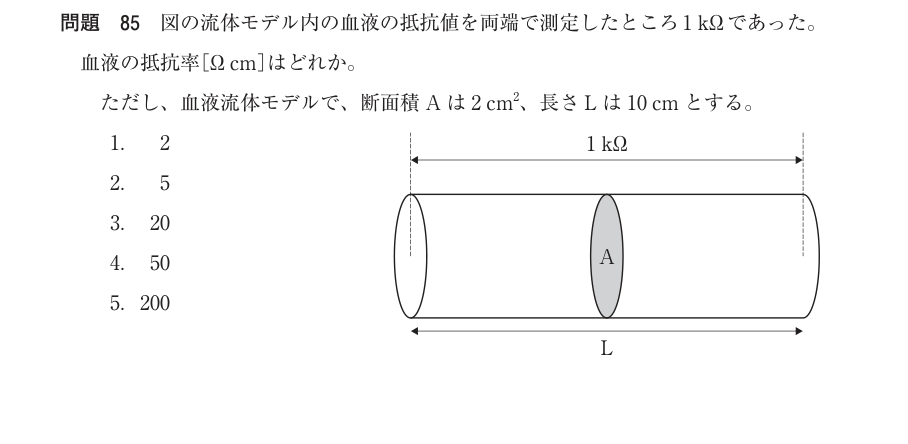 問題　85　図の流体モデル内の血液の抵抗値を両端で測定したところ1 kΩであった。
血液の抵抗率[Ω cm]はどれか。
ただし、血液流体モデルで、断面積 A は 2 cm²、長さ L は 10 cm とする。
1.　2
2.　5
3.　20
4.　50
5.　200
1 kΩ
A
L